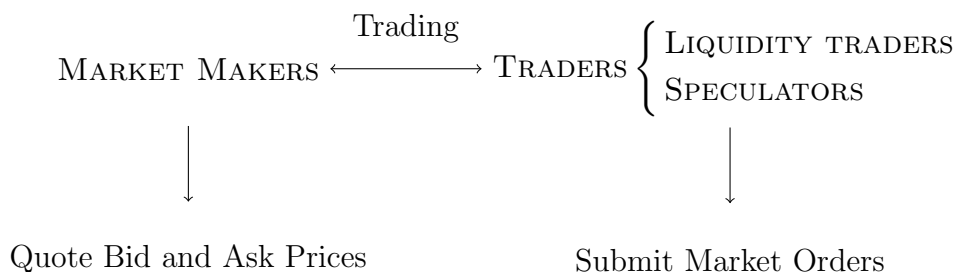 Trading
MARKET MAKERS
TRADERS
LIQUIDITY TRADERS
SPECULATORS
Quote Bid and Ask Prices
Submit Market Orders